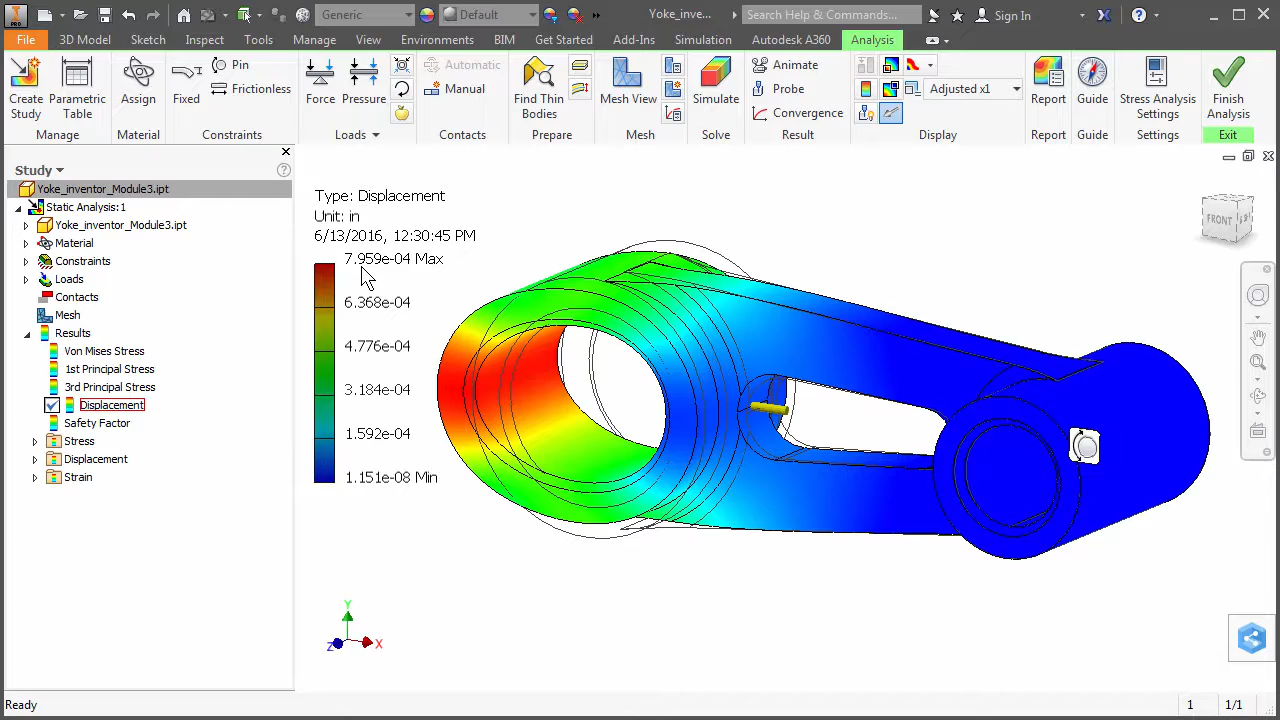 PRO
Generic
Default
Yoke_inve...
Search Help & Commands...
Sign In
File
3D Model
Sketch
Inspect
Tools
Manage
View
Environments
BIM
Get Started
Add-Ins
Simulation
Autodesk A360
Analysis
Create Study
Parametric Table
Manage
Assign
Material
Find
Pin
Frictionless
Constraints
Force
Pressure
Loads
Automatic
Manual
Contacts
Find Thin Bodies
Prepare
Mesh View
Mesh
Simulate
Solve
Animate
Probe
Convergence
Result
Adjusted x1
Display
Report
Report
Guide
Guide
Stress Analysis Settings
Settings
Finish Analysis
Exit
Study
Yoke_inventor_Module3.ipt
Static Analysis:1
Yoke_inventor_Module3.ipt
Material
Constraints
Loads
Contacts
Mesh
Results
Von Mises Stress
1st Principal Stress
3rd Principal Stress
Displacement
Safety Factor
Stress
Displacement
Strain
Type: Displacement
Unit: in
6/13/2016, 12:30:45 PM
7.959e-04 Max
6.368e-04
4.776e-04
3.184e-04
1.592e-04
1.151e-08 Min
FRONT
Y
Z
X
Ready
1
1/1